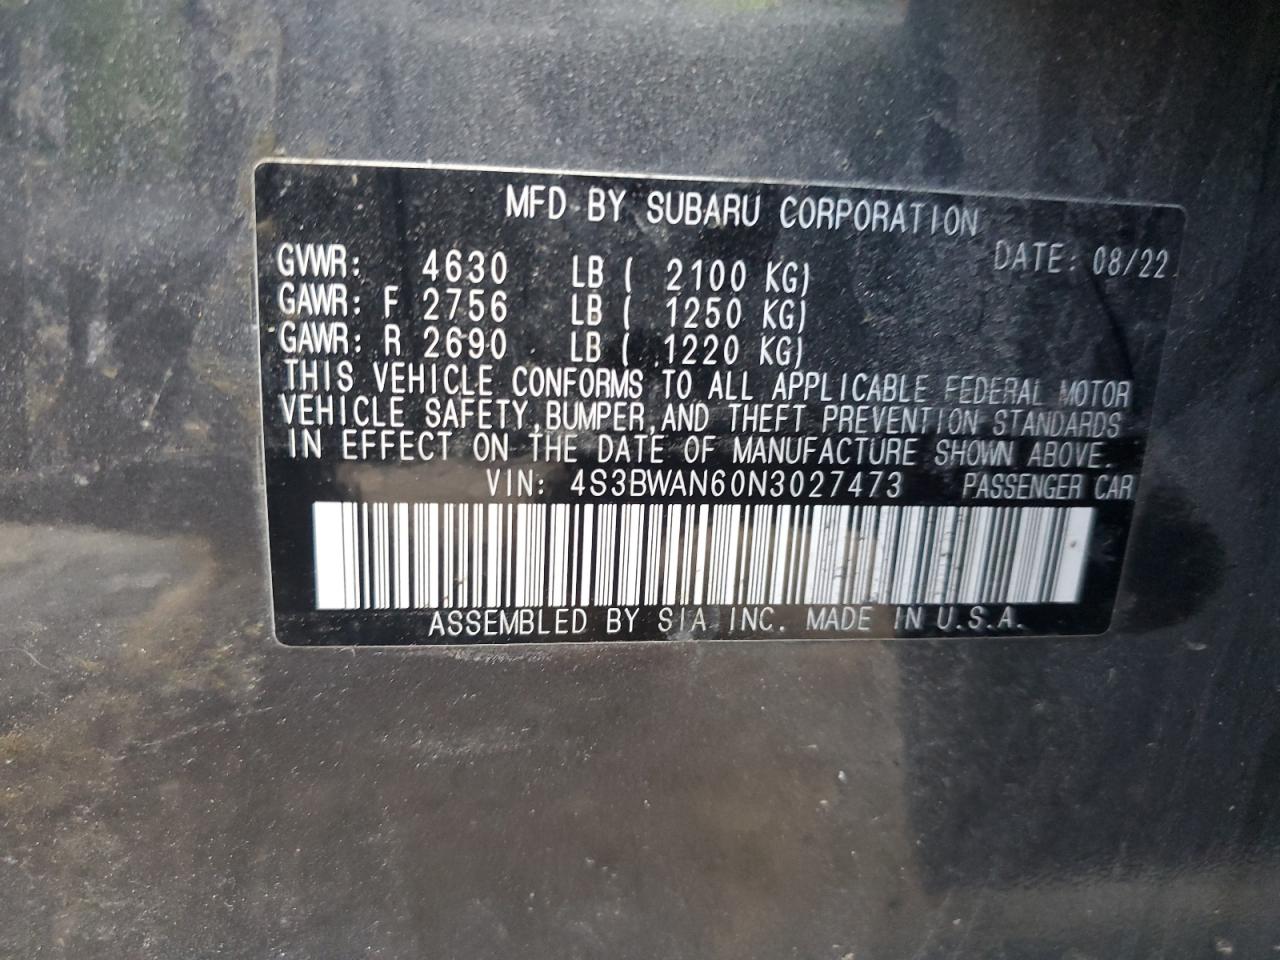 MFD BY SUBARU CORPORATION
DATE: 08/22
GVWR: 4630 LB ( 2100 KG)
GAWR: F 2756 LB ( 1250 KG)
GAWR: R 2690 LB ( 1220 KG)
THIS VEHICLE CONFORMS TO ALL APPLICABLE FEDERAL MOTOR
VEHICLE SAFETY, BUMPER, AND THEFT PREVENTION STANDARDS
IN EFFECT ON THE DATE OF MANUFACTURE SHOWN ABOVE.
VIN: 4S3BWAN60N3027473 PASSENGER CAR
ASSEMBLED BY SIA INC. MADE IN U.S.A.